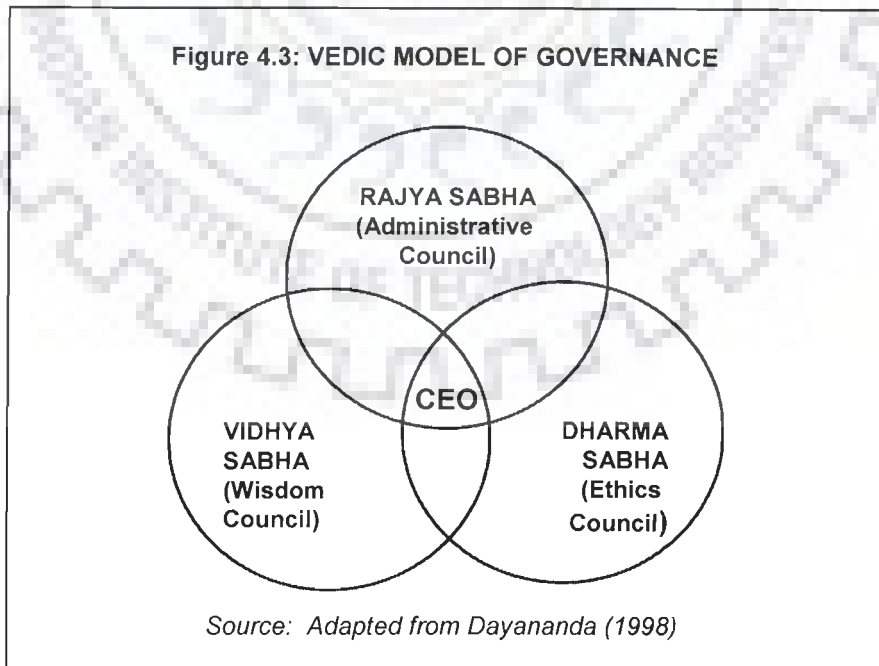 Figure 4.3: VEDIC MODEL OF GOVERNANCE
RAJYA SABHA
(Administrative
Council)
CEO
VIDHYA
SABHA
(Wisdom
Council)
DHARMA
SABHA
(Ethics
Council)
Source: Adapted from Dayananda (1998)